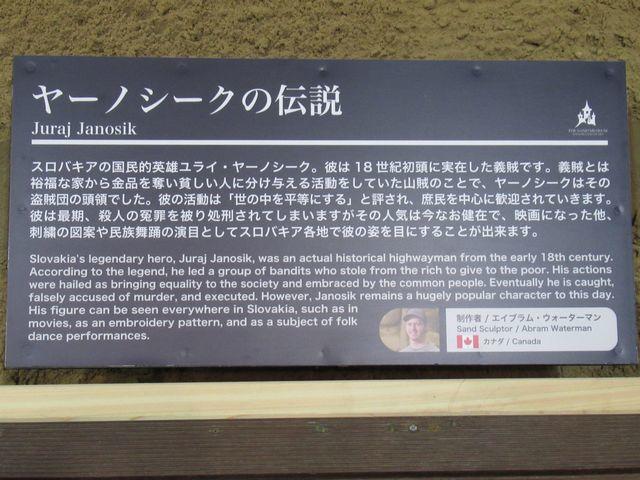 ヤーノシークの伝説
Juraj Janosik
THE SAND MUSEUM
スロバキアの国民的英雄ユライ・ヤーノシーク。彼は 18 世紀初頭に実在した義賊です。義賊とは
裕福な家から金品を奪い貧しい人に分け与える活動をしていた山賊のことで、ヤーノシークはその
盗賊団の頭領でした。彼の活動は「世の中を平等にする」と評され、庶民を中心に歓迎されていきます。
彼は最期、殺人の冤罪を被り処刑されてしまいますがその人気は今なお健在で、映画になった他、
刺繍の図案や民族舞踊の演目としてスロバキア各地で彼の姿を目にすることが出来ます。
Slovakia's legendary hero, Juraj Janosik, was an actual historical highwayman from the early 18th century.
According to the legend, he led a group of bandits who stole from the rich to give to the poor. His actions
were hailed as bringing equality to the society and embraced by the common people. Eventually he is caught,
falsely accused of murder, and executed. However, Janosik remains a hugely popular character to this day.
His figure can be seen everywhere in Slovakia, such as in
movies, as an embroidery pattern, and as a subject of folk
dance performances.
制作者 / エイブラム・ウォーターマン
Sand Sculptor / Abram Waterman
カナダ / Canada